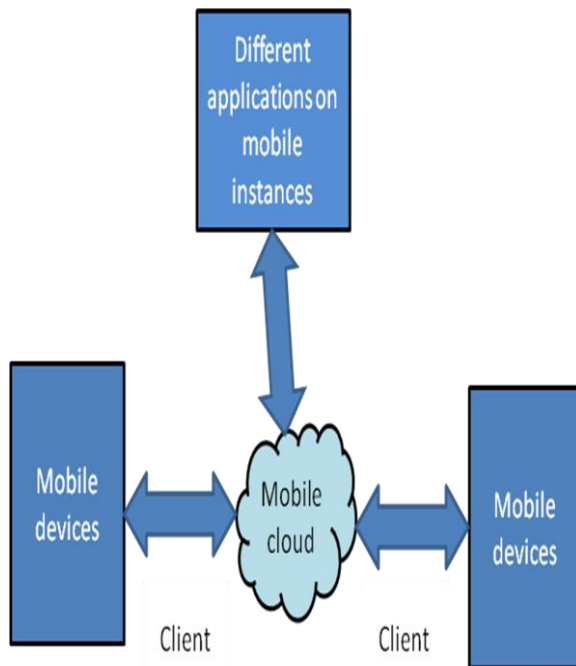 Different
applications on
mobile
instances
Mobile
devices
Mobile
cloud
Mobile
devices
Client
Client